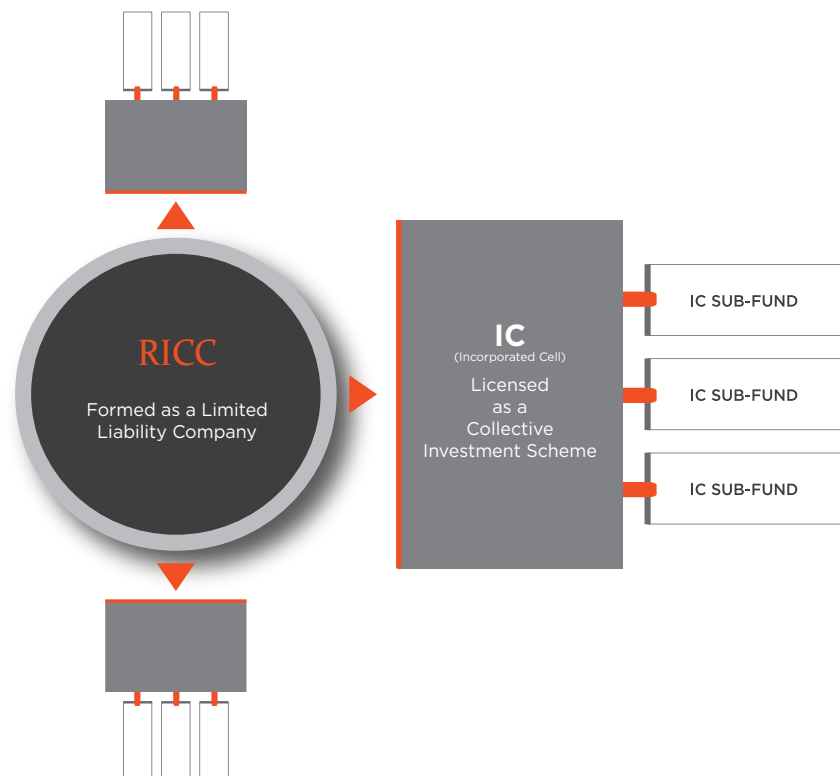 RICC
Formed as a Limited
Liability Company
IC
(Incorporated Cell)
Licensed
as a
Collective
Investment Scheme
IC SUB-FUND
IC SUB-FUND
IC SUB-FUND